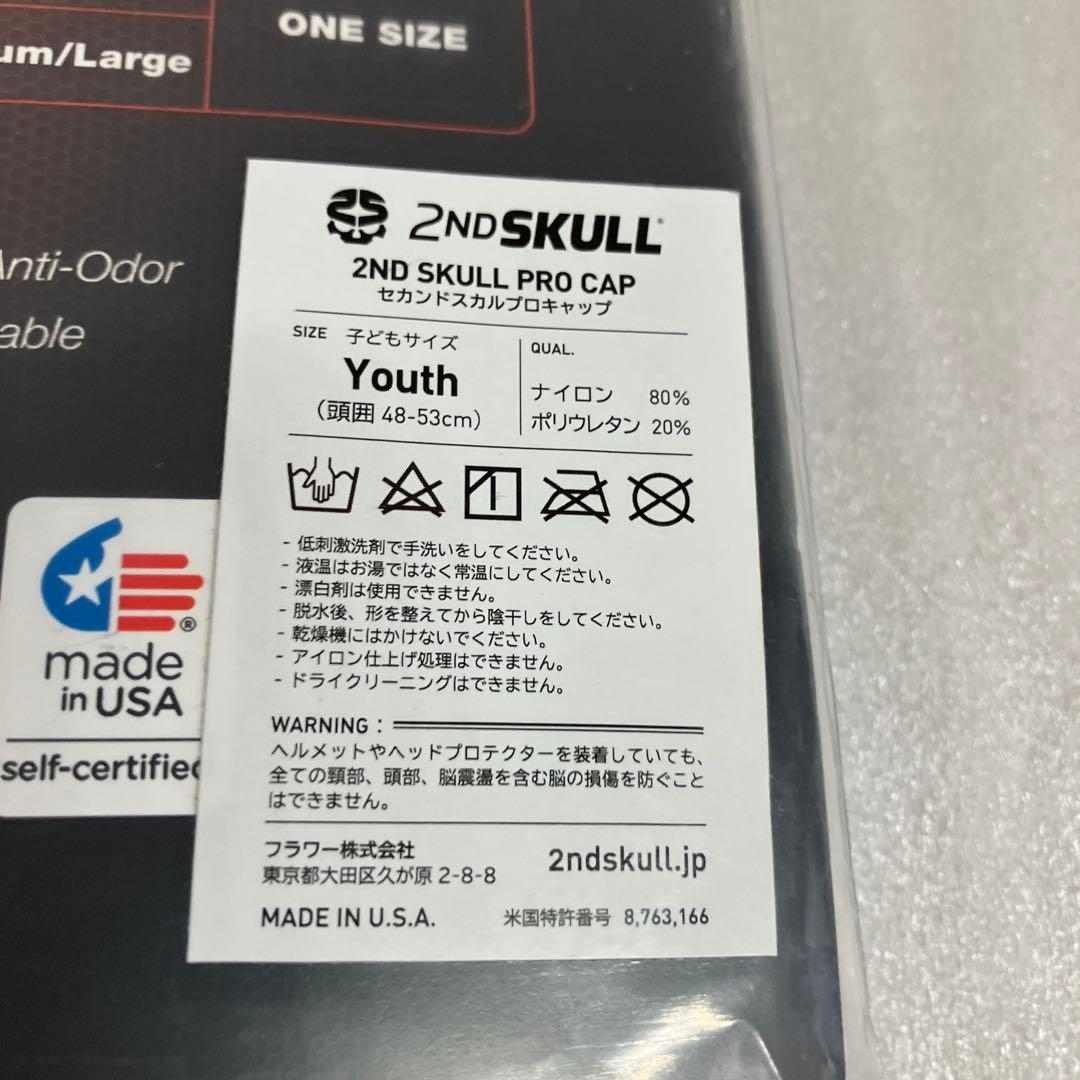 ONE SIZE
um/Large
Anti-Odor
able
2NDSKULL®
2ND SKULL PRO CAP
セカンドスカルプロキャップ
SIZE 子どもサイズ
Youth
（頭囲 48-53cm）
QUAL.
ナイロン 80%
ポリウレタン 20%
- 低刺激洗剤で手洗いをしてください。
- 液温はお湯ではなく常温にしてください。
- 漂白剤は使用できません。
- 脱水後、形を整えてから陰干しをしてください。
- 乾燥機にはかけないでください。
- アイロン仕上げ処理はできません。
- ドライクリーニングはできません。
made
in USA
®
self-certified
WARNING :
ヘルメットやヘッドプロテクターを装着していても、
全ての頸部、頭部、脳震盪を含む脳の損傷を防ぐこと
はできません。
フラワー株式会社
東京都大田区久が原 2-8-8
2ndskull.jp
MADE IN U.S.A.
米国特許番号 8,763,166